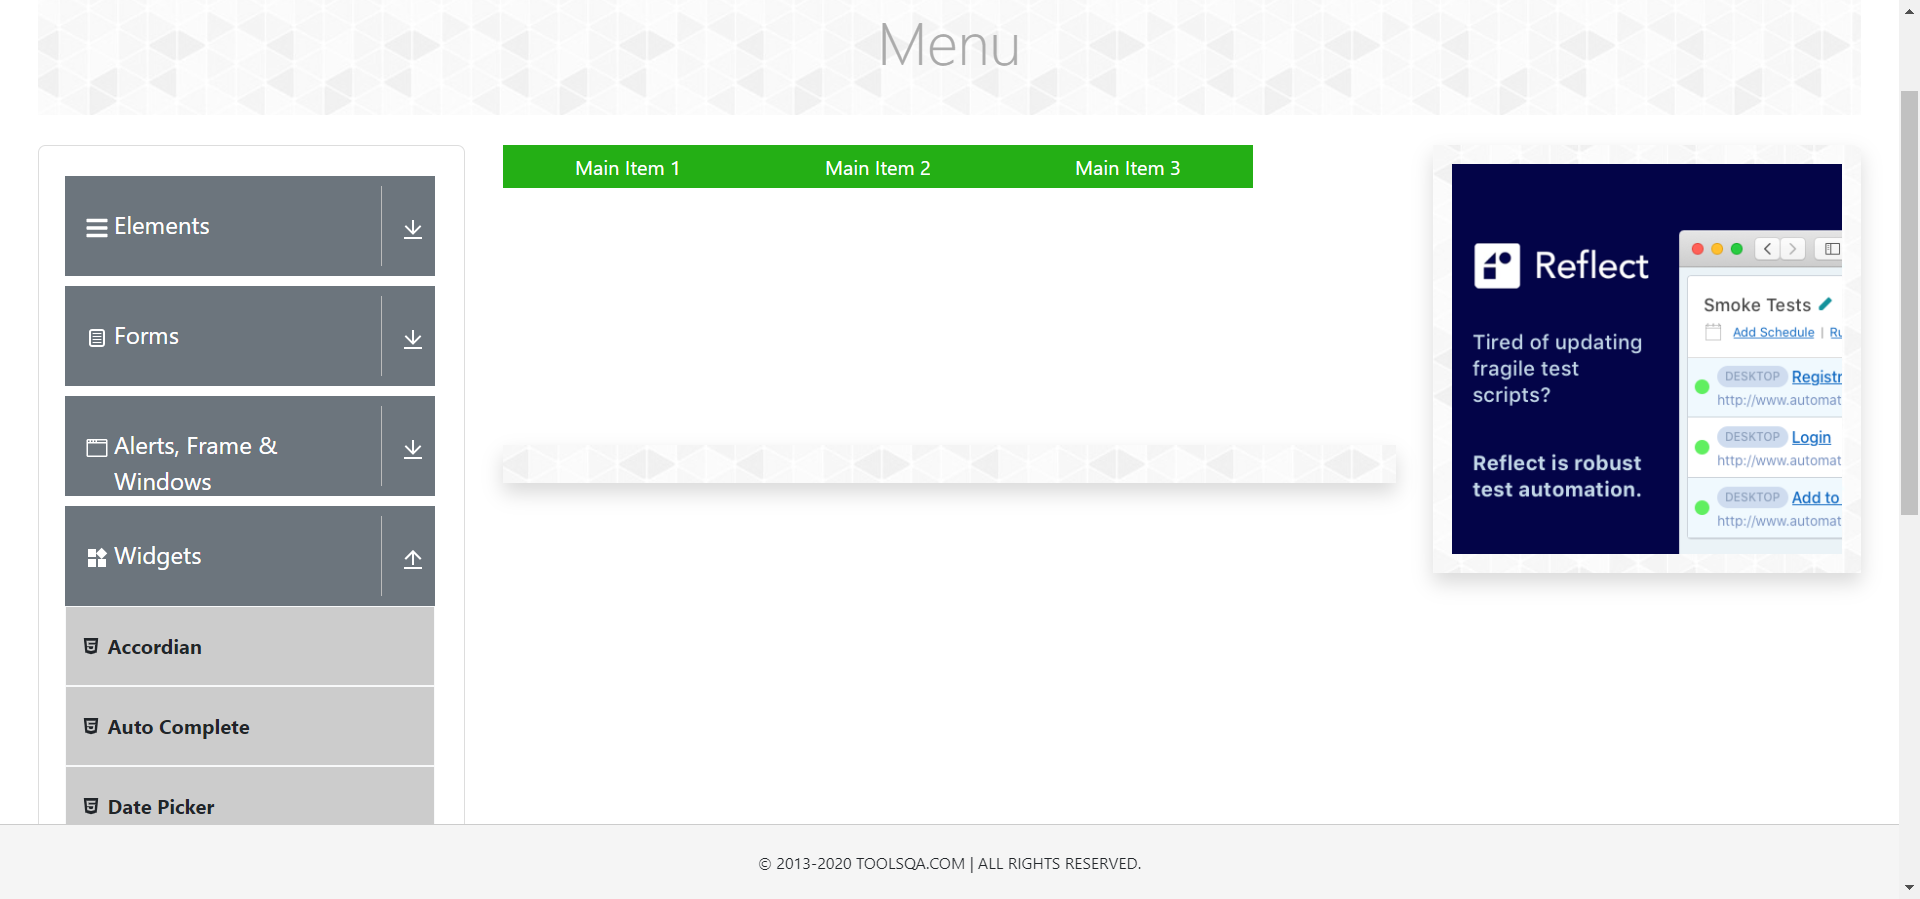 Menu
Elements
Forms
Alerts, Frame &
Windows
Widgets
Accordian
Auto Complete
Date Picker
Main Item 1 Main Item 2 Main Item 3
Reflect
Tired of updating
fragile test
scripts?
Reflect is robust
test automation.
Smoke Tests
Add Schedule | Ru
DESKTOP Registr
http://www.automat
DESKTOP Login
http://www.automat
DESKTOP Add to
http://www.automat
© 2013-2020 TOOLSQA.COM | ALL RIGHTS RESERVED.